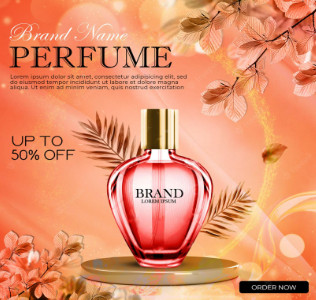 Brand Name
PERFUME
Lorem ipsum dolor sit amet, consectetur adipiscing elit,
sed do eiusmod tempor incididunt ut labore et dolore magna
aliqua. Ut enim ad minim veniam, quis nostrud exercitation
UP TO
50% OFF
BRAND
LOREM IPSUM
ORDER NOW